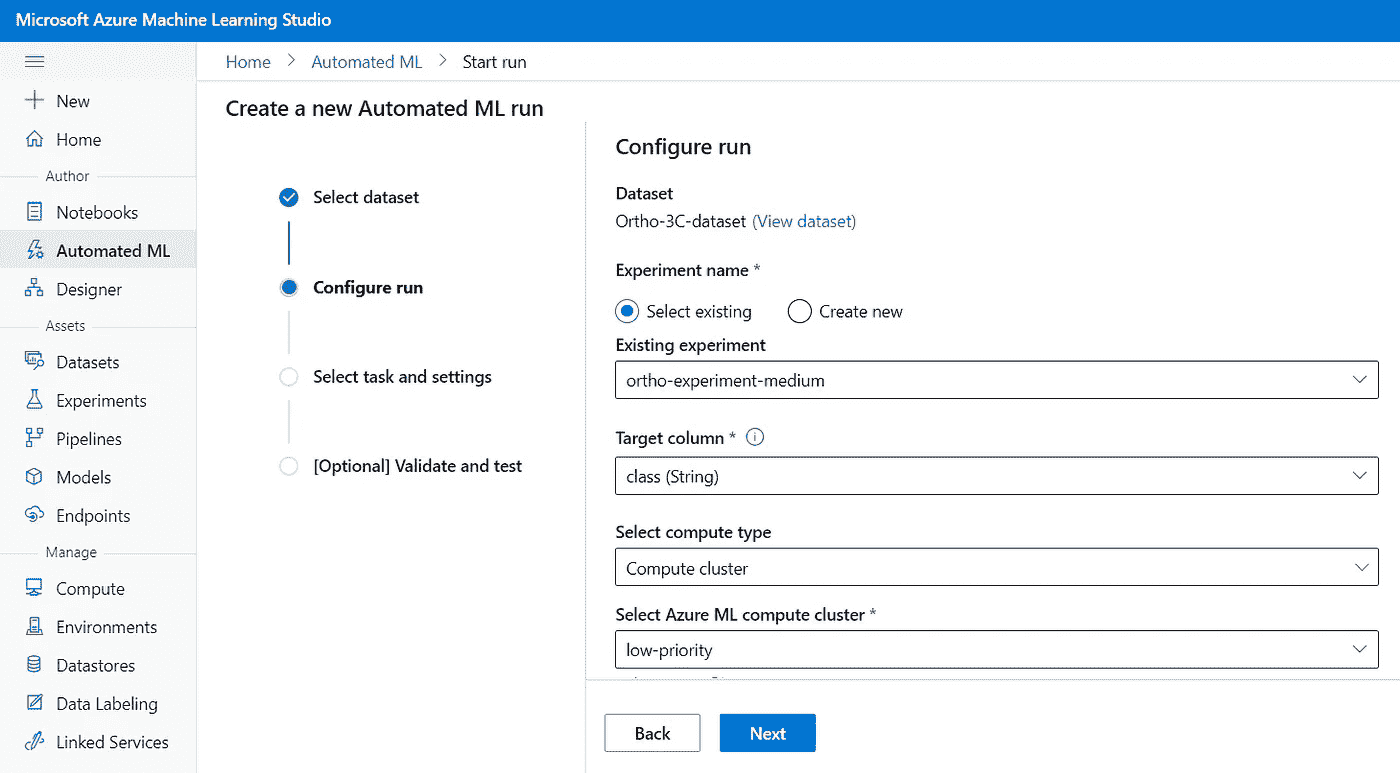 Microsoft Azure Machine Learning Studio
New
Home
Author
Notebooks
Automated ML
Designer
Assets
Datasets
Experiments
Pipelines
Models
Endpoints
Manage
Compute
Environments
Datastores
Data Labeling
Linked Services
Home > Automated ML > Start run
Create a new Automated ML run
Select dataset
Configure run
Select task and settings
[Optional] Validate and test
Configure run
Dataset
Ortho-3C-dataset (View dataset)
Experiment name *
Select existing Create new
Existing experiment
ortho-experiment-medium
Target column *
class (String)
Select compute type
Compute cluster
Select Azure ML compute cluster *
low-priority
Back Next